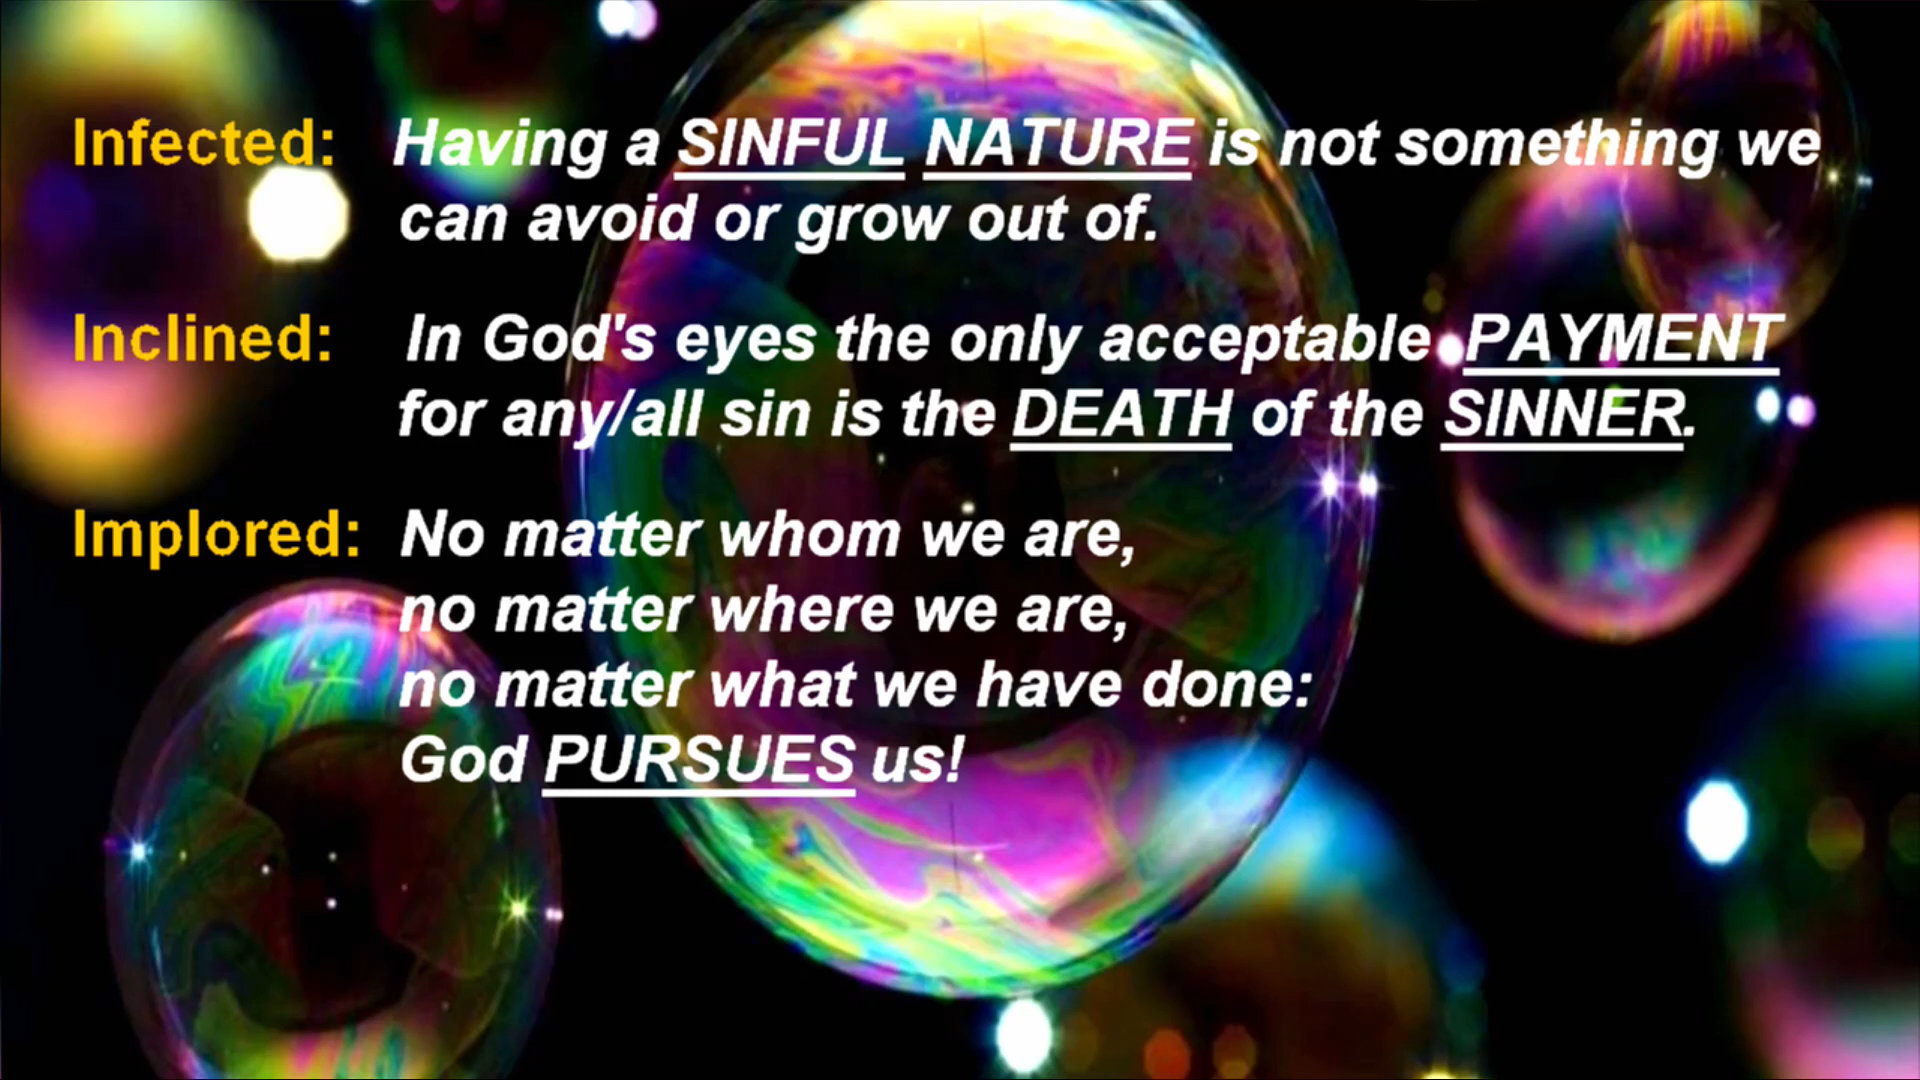 Infected: Having a SINFUL NATURE is not something we
can avoid or grow out of.
Inclined: In God's eyes the only acceptable PAYMENT
for any/all sin is the DEATH of the SINNER.
Implored: No matter whom we are,
no matter where we are,
no matter what we have done:
God PURSUES us!